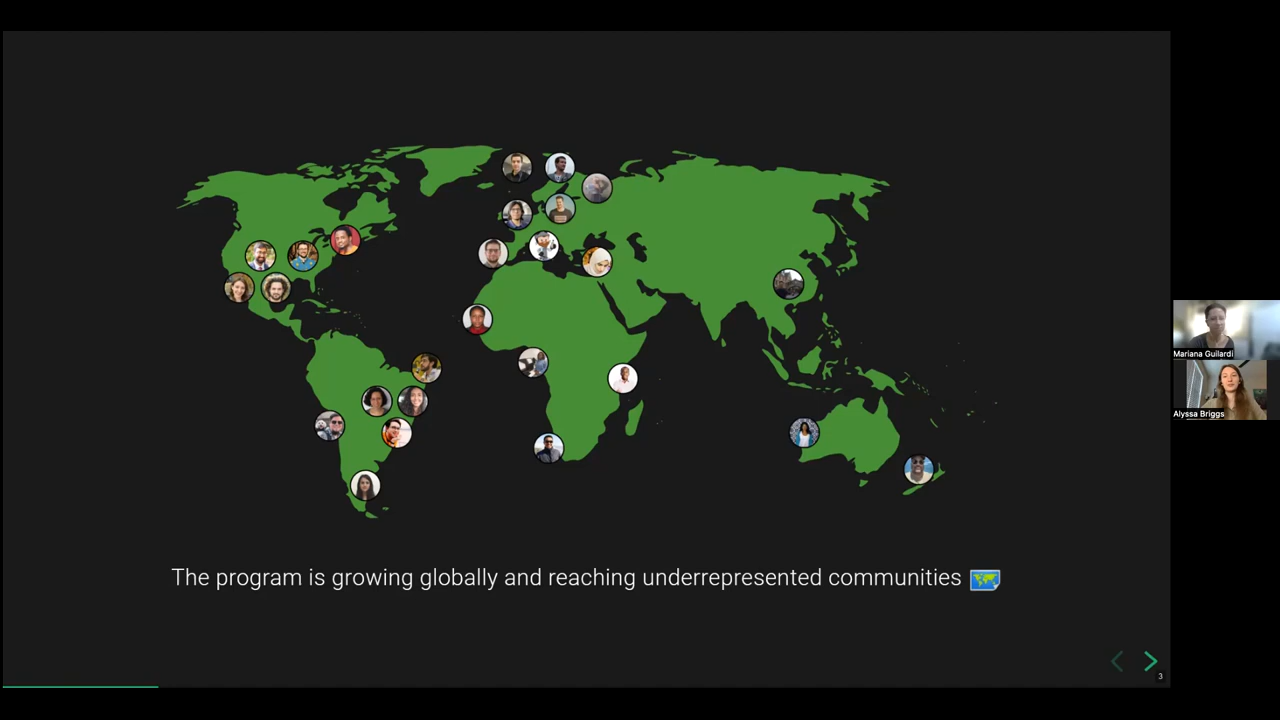 The program is growing globally and reaching underrepresented communities
3
Mariana Guilardi
Alyssa Briggs